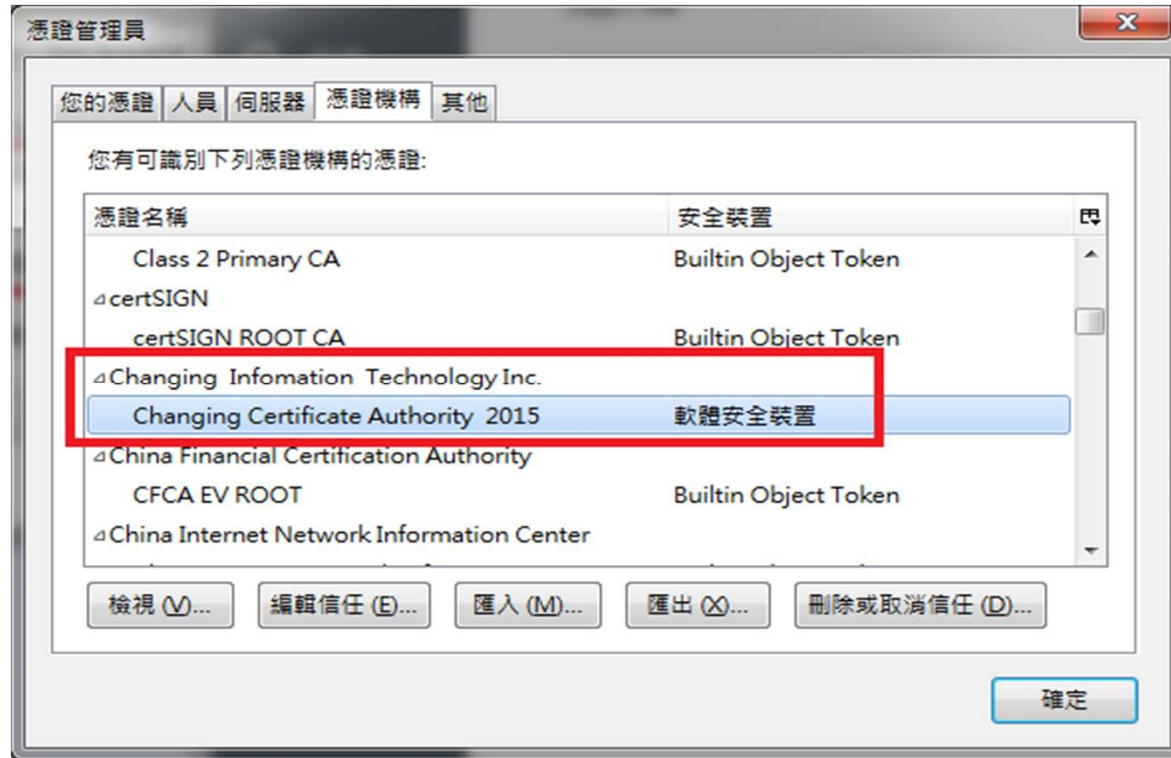 憑證管理員
您的憑證 人員 伺服器 憑證機構 其他
您有可識別下列憑證機構的憑證:
憑證名稱 安全裝置
Class 2 Primary CA Builtin Object Token
certSIGN
certSIGN ROOT CA Builtin Object Token
Changing Infomation Technology Inc.
Changing Certificate Authority 2015 軟體安全裝置
China Financial Certification Authority
CFCA EV ROOT Builtin Object Token
China Internet Network Information Center
檢視 (V)... 編輯信任 (E)... 匯入 (M)... 匯出 (X)... 刪除或取消信任 (D)...
確定